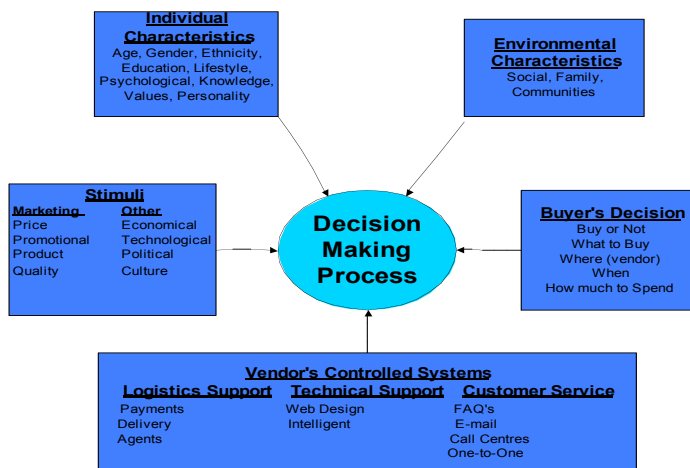 Individual
Characteristics
Age, Gender, Ethnicity,
Education, Lifestyle,
Psychological, Knowledge,
Values, Personality
Environmental
Characteristics
Social, Family,
Communities
Stimuli
Marketing
Price
Promotional
Product
Quality
Other
Economical
Technological
Political
Culture
Decision
Making
Process
Buyer's Decision
Buy or Not
What to Buy
Where (vendor)
When
How much to Spend
Vendor's Controlled Systems
Logistics Support
Payments
Delivery
Agents
Technical Support
Web Design
Intelligent
Customer Service
FAQ's
E-mail
Call Centres
One-to-One